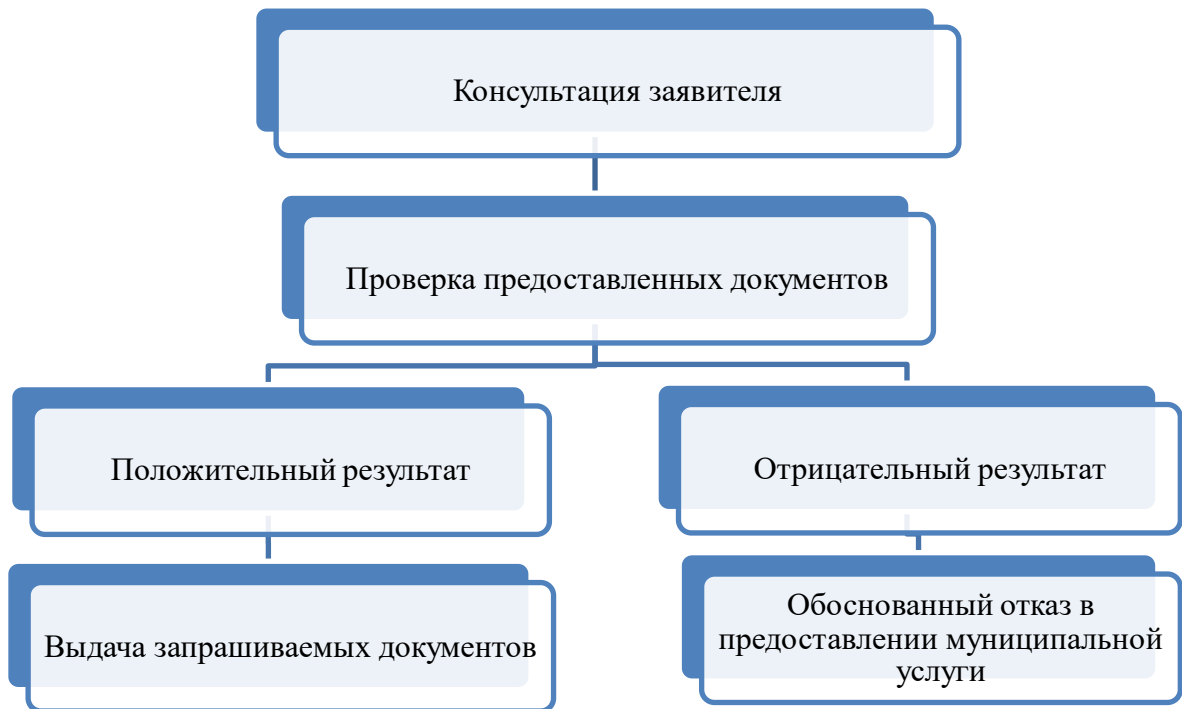 Консультация заявителя
Проверка предоставленных документов
Положительный результат
Отрицательный результат
Выдача запрашиваемых документов
Обоснованный отказ в
предоставлении муниципальной
услуги